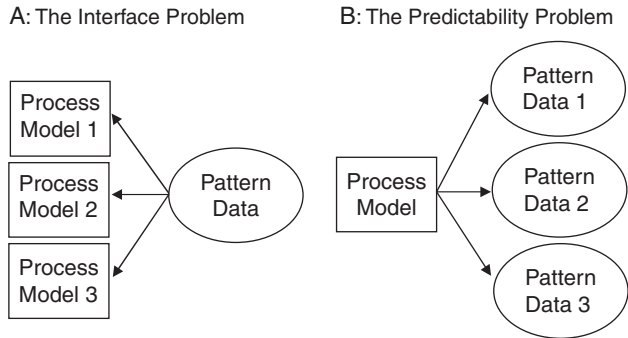 A: The Interface Problem
Process
Model 1
Process
Model 2
Process
Model 3
Pattern
Data
B: The Predictability Problem
Process
Model
Pattern
Data 1
Pattern
Data 2
Pattern
Data 3